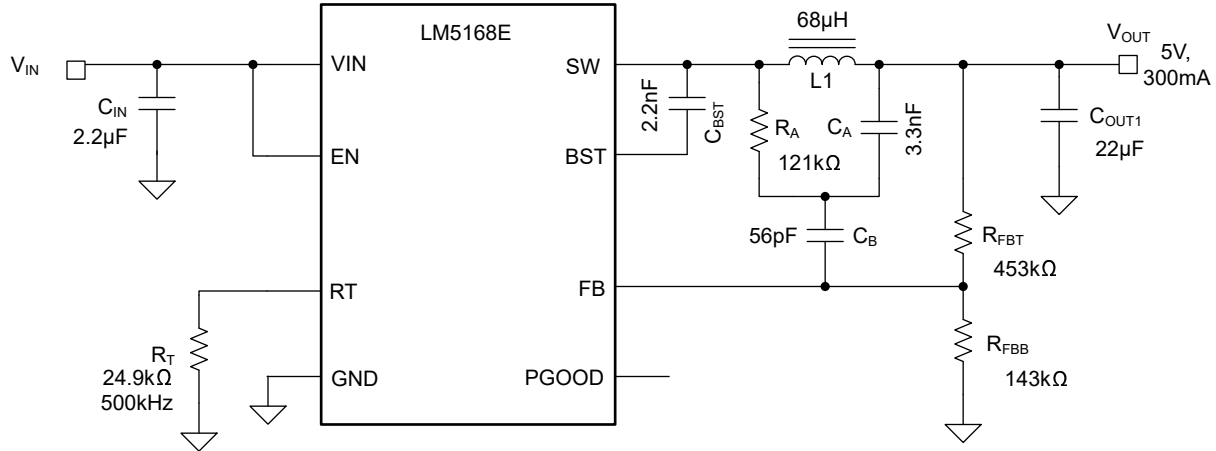 LM5168E
68µH
L1
VIN
VIN
EN
RT
GND
SW
BST
FB
PGOOD
CIN
2.2µF
RT
24.9kΩ
500kHz
2.2nF
CBST
RA
121kΩ
CA
3.3nF
56pF
CB
VOUT
5V,
300mA
COUT1
22µF
RFBT
453kΩ
RFBB
143kΩ